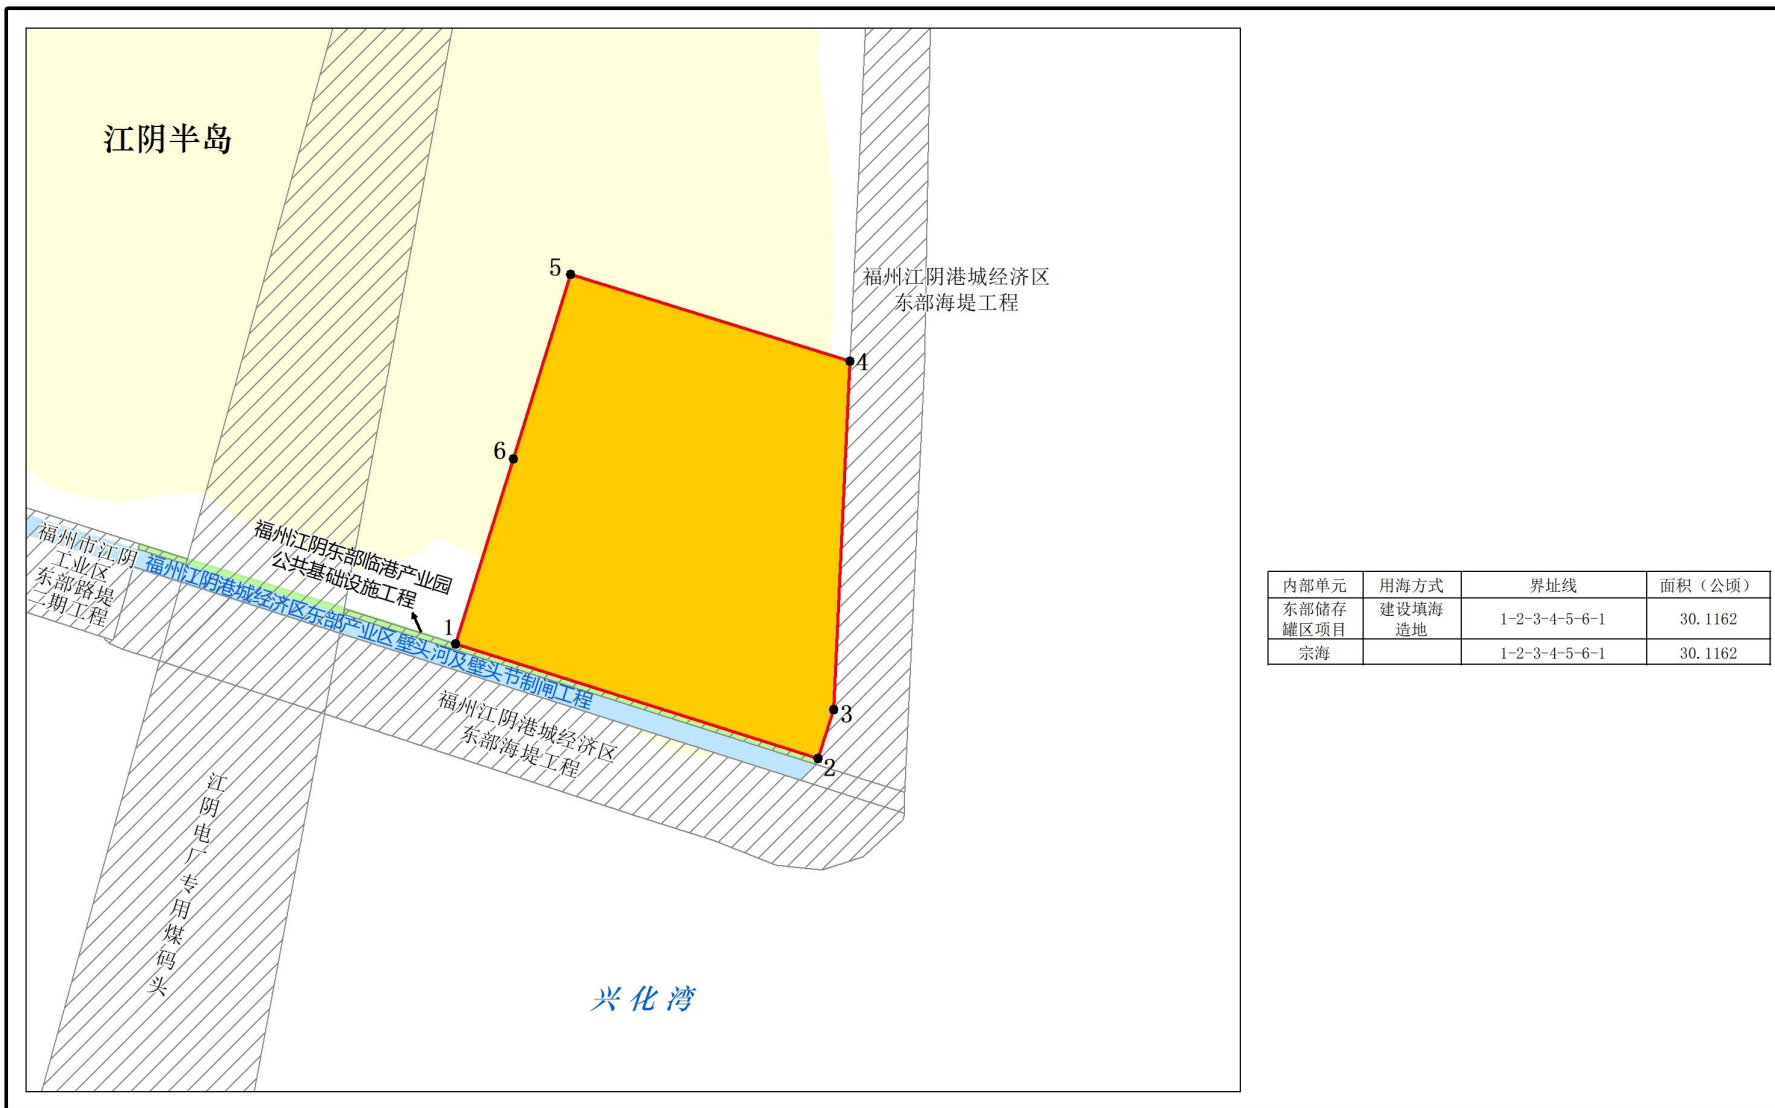 江阴半岛
5
福州江阴港城经济区
东部海堤工程
4
6
福州市江阴
工业区
东部路堤
二期工程
福州江阴东部临港产业园
公共基础设施工程
1
福州江阴港城经济区东部产业区壁头河及壁头节制闸工程
3
2
福州江阴港城经济区
东部海堤工程
江阴电厂专用煤码头
兴化湾
内部单元 用海方式 界址线 面积（公顷）
东部储存
罐区项目 建设填海
造地 1-2-3-4-5-6-1 30.1162
宗海 1-2-3-4-5-6-1 30.1162